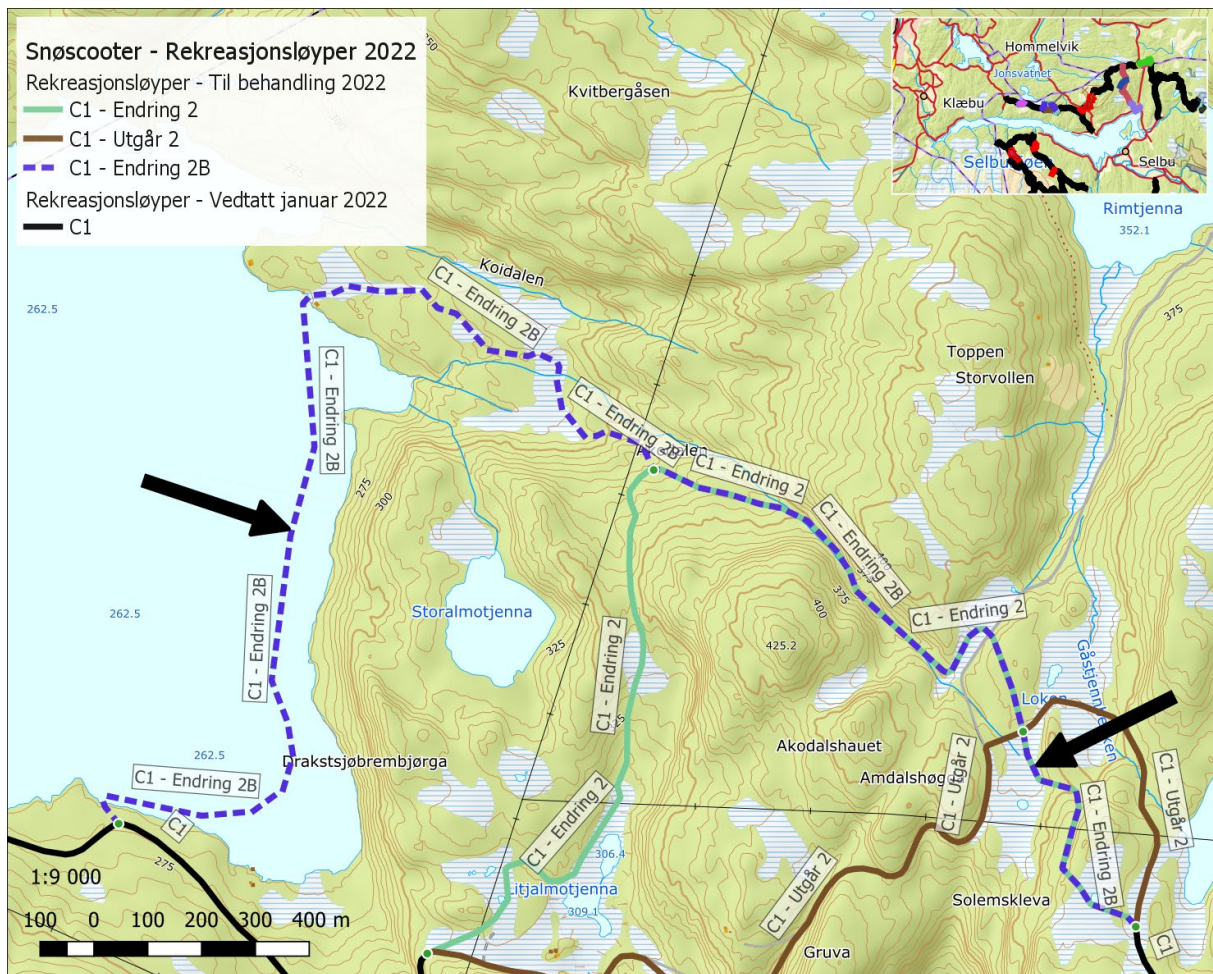 Snøscooter - Rekreasjonsløyper 2022
Rekreasjonsløyper - Til behandling 2022
C1 - Endring 2
C1 - Utgår 2
C1 - Endring 2B
Rekreasjonsløyper - Vedtatt januar 2022
C1
Hommelvik
Jonsvatnet
Klæbu
Selbu
350
Kvitbergåsen
Rimtjenna
352.1
Koidalen
C1 - Endring 2B
262.5
375
Toppen
Storvollen
C1 - Endring 2B
C1 - Endring 2B
C1 - Endring 2
275
300
C1 - Endring 2B
400
375
262.5
Storalmotjenna
C1 - Endring 2B
C1 - Endring 2
400
C1 - Endring 2
325
425.2
262.5
Drakstsjøbrembjørga
Akodalshauet
C1 - Endring 2B
C1 - Utgår 2
C1 - Utgår 2
C1
C1 - Endring 2
C1 - Endring 2B
275
306.4
C1 - Utgår 2
1:9 000
Litjalmotjenna
309.1
Solemskleva
100 0 100 200 300 400 m
Gruva
C1